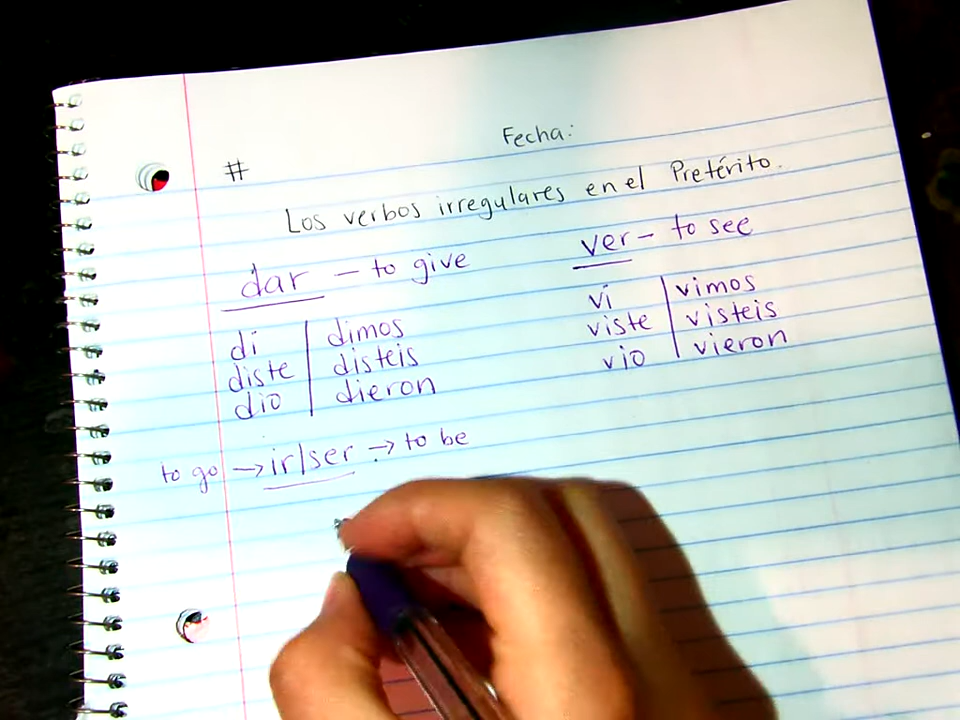 #
Fecha:
Los verbos irregulares en el Pretérito.
dar - to give
di | dimos
diste | disteis
dio | dieron
ver - to see
vi | vimos
viste | visteis
vio | vieron
to go → ir/ser → to be